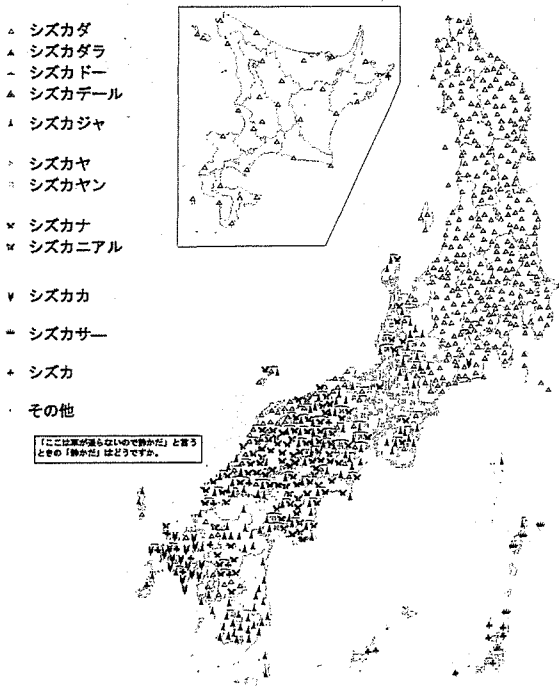 シズカダ
シズカダラ
シズカドー
シズカデール
シズカジャ
シズカヤ
シズカヤン
シズカナ
シズカニアル
シズカカ
シズカサー
シズカ
その他
「ここは車が通らないので静かだ」と言う
ときの「静かだ」はどうですか。